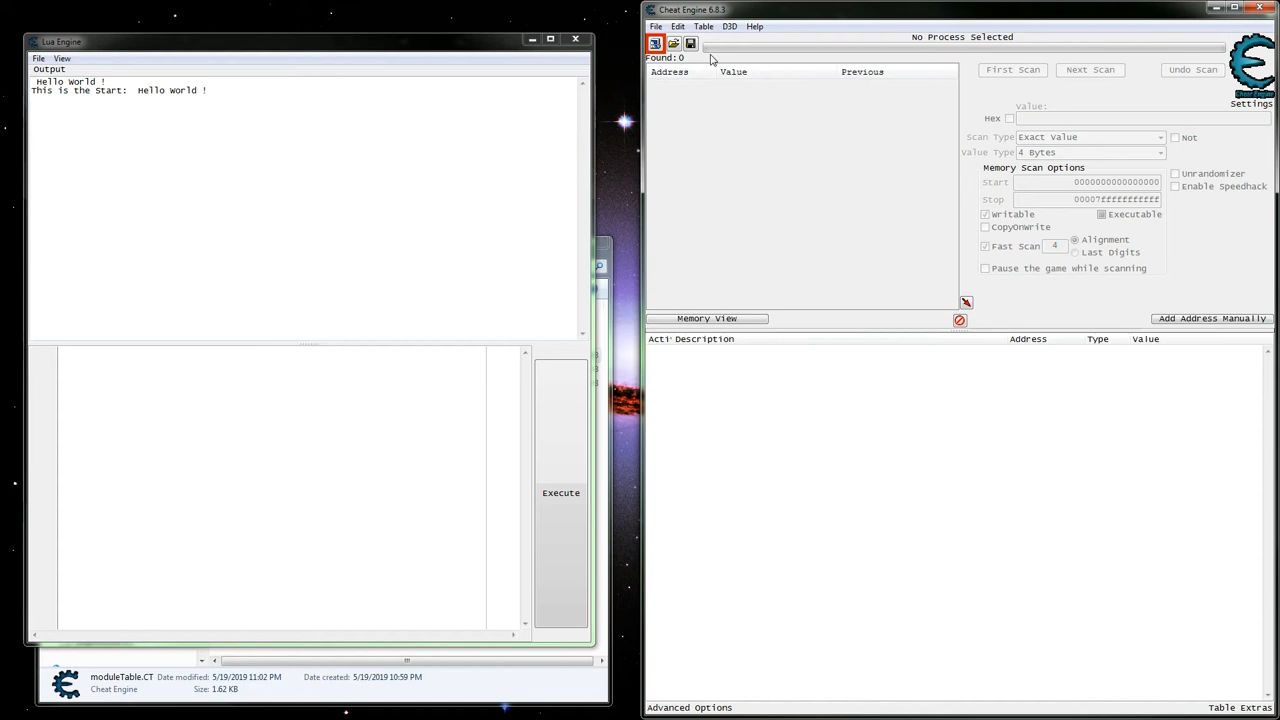 Lua Engine
File View
Output
Hello World !
This is the Start:  Hello World !
Execute
moduleTable.CT Date modified: 5/19/2019 11:02 PM Date created: 5/19/2019 10:59 PM
Cheat Engine Size: 1.62 KB
Cheat Engine 6.8.3
File Edit Table D3D Help
No Process Selected
Found: 0
Address Value Previous
First Scan Next Scan Undo Scan
Cheat Engine
Settings
Value:
Hex
Scan Type Exact Value Not
Value Type 4 Bytes
Memory Scan Options
Start 0000000000000000
Stop 00007fffffffffff
Unrandomizer
Enable Speedhack
Writable Executable
CopyOnWrite
Fast Scan 4 Alignment
Last Digits
Pause the game while scanning
Memory View Add Address Manually
Acti Description Address Type Value
Advanced Options Table Extras